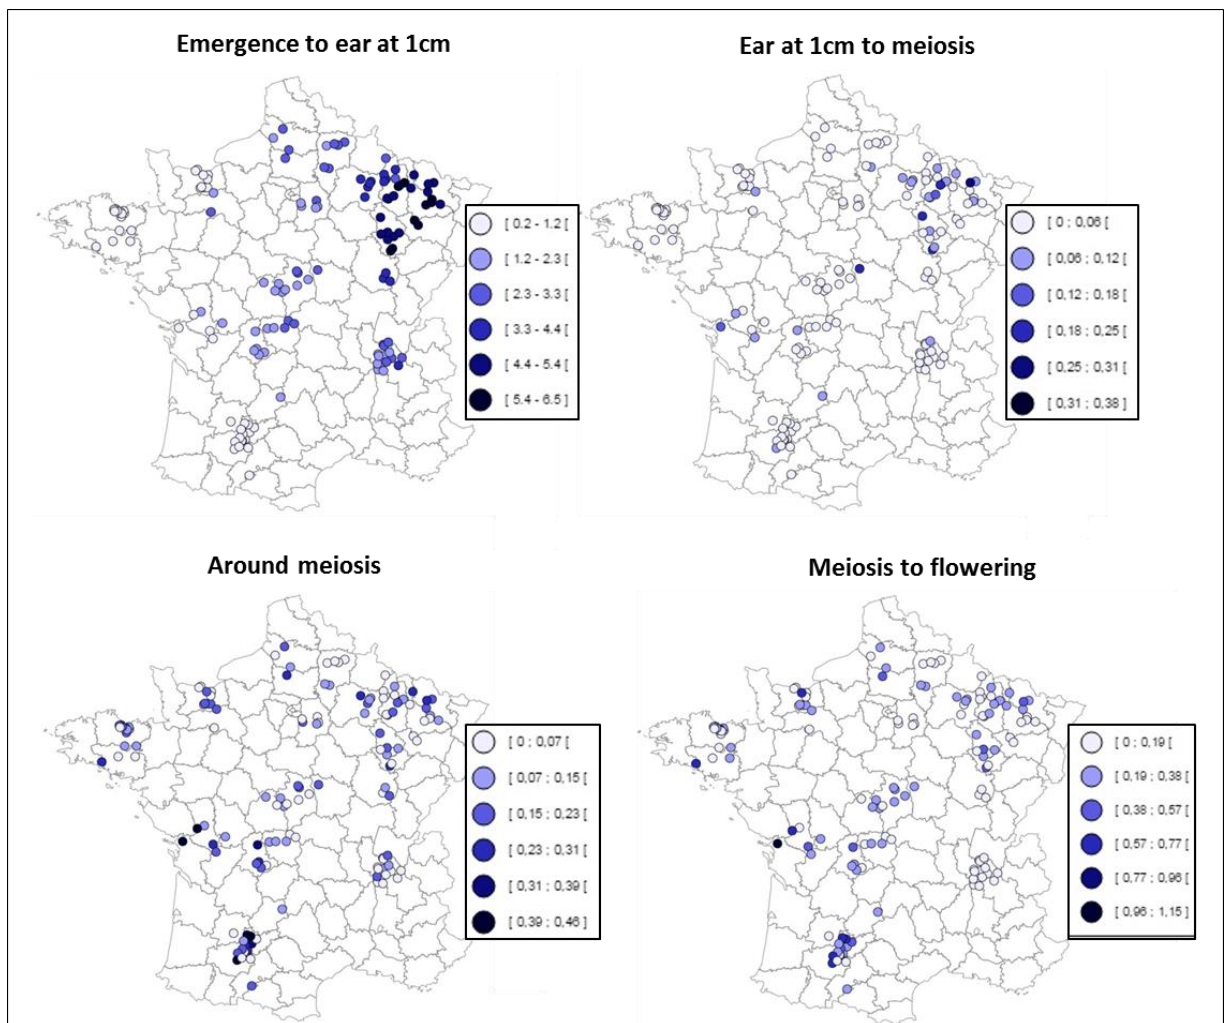 Emergence to ear at 1cm
Ear at 1cm to meiosis
[ 0.2 - 1.2 [
[ 1.2 - 2.3 [
[ 2.3 - 3.3 [
[ 3.3 - 4.4 [
[ 4.4 - 5.4 [
[ 5.4 - 6.5 ]
[ 0 ; 0,06 [
[ 0,06 ; 0,12 [
[ 0,12 ; 0,18 [
[ 0,18 ; 0,25 [
[ 0,25 ; 0,31 [
[ 0,31 ; 0,38 ]
Around meiosis
Meiosis to flowering
[ 0 ; 0,07 [
[ 0,07 ; 0,15 [
[ 0,15 ; 0,23 [
[ 0,23 ; 0,31 [
[ 0,31 ; 0,39 [
[ 0,39 ; 0,46 ]
[ 0 ; 0,19 [
[ 0,19 ; 0,38 [
[ 0,38 ; 0,57 [
[ 0,57 ; 0,77 [
[ 0,77 ; 0,96 [
[ 0,96 ; 1,15 ]